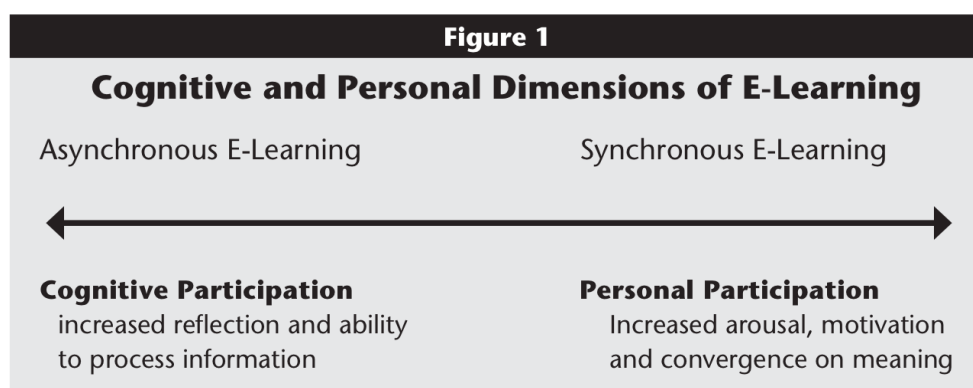 Figure 1
Cognitive and Personal Dimensions of E-Learning
Asynchronous E-Learning
Synchronous E-Learning
Cognitive Participation
increased reflection and ability
to process information
Personal Participation
Increased arousal, motivation
and convergence on meaning